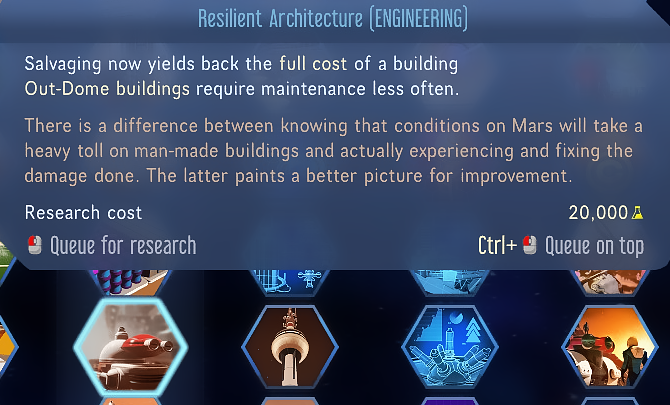 Resilient Architecture (ENGINEERING)
Salvaging now yields back the full cost of a building
Out-Dome buildings require maintenance less often.
There is a difference between knowing that conditions on Mars will take a
heavy toll on man-made buildings and actually experiencing and fixing the
damage done. The latter paints a better picture for improvement.
Research cost 20,000
Queue for research Ctrl+ Queue on top